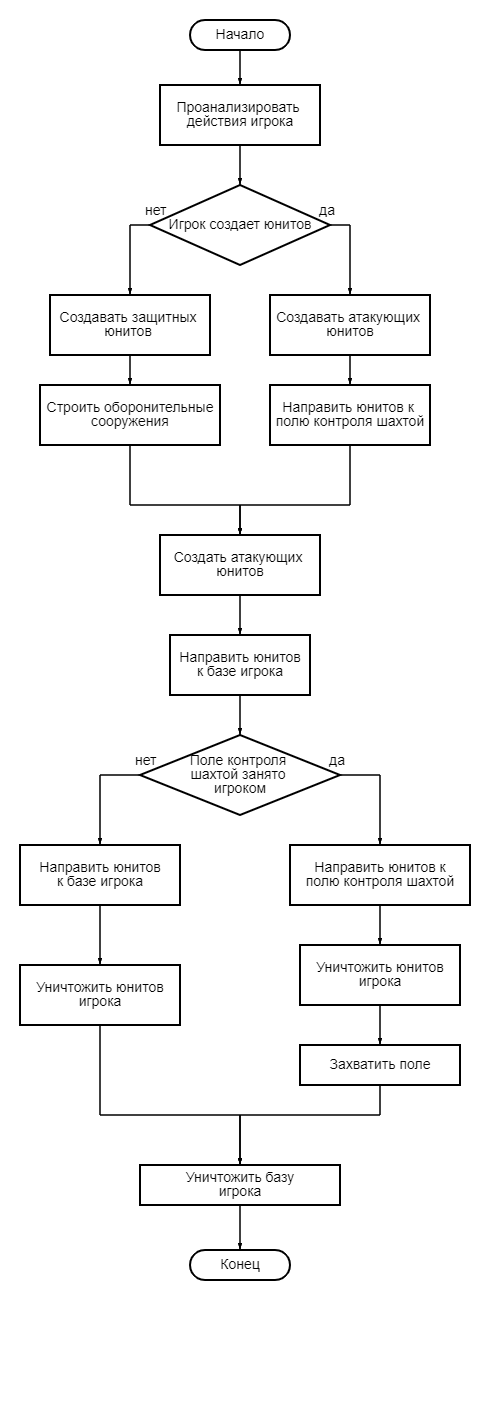 Начало
Проанализировать
действия игрока
нет
да
Игрок создает юнитов
Создавать защитных
юнитов
Создавать атакующих
юнитов
Строить оборонительные
сооружения
Направить юнитов к
полю контроля шахтой
Создать атакующих
юнитов
Направить юнитов
к базе игрока
нет
да
Поле контроля
шахтой занято
игроком
Направить юнитов
к базе игрока
Направить юнитов к
полю контроля шахтой
Уничтожить юнитов
игрока
Уничтожить юнитов
игрока
Захватить поле
Уничтожить базу
игрока
Конец